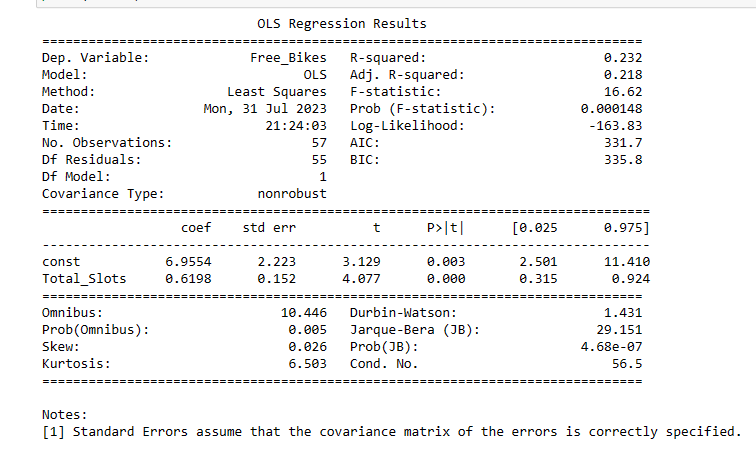 OLS Regression Results
==============================================================================
Dep. Variable: Free_Bikes R-squared: 0.232
Model: OLS Adj. R-squared: 0.218
Method: Least Squares F-statistic: 16.62
Date: Mon, 31 Jul 2023 Prob (F-statistic): 0.000148
Time: 21:24:03 Log-Likelihood: -163.83
No. Observations: 57 AIC: 331.7
Df Residuals: 55 BIC: 335.8
Df Model: 1
Covariance Type: nonrobust
===============================================================================
coef std err t P>|t| [0.025 0.975]
-------------------------------------------------------------------------------
const 6.9554 2.223 3.129 0.003 2.501 11.410
Total_Slots 0.6198 0.152 4.077 0.000 0.315 0.924
==============================================================================
Omnibus: 10.446 Durbin-Watson: 1.431
Prob(Omnibus): 0.005 Jarque-Bera (JB): 29.151
Skew: 0.026 Prob(JB): 4.68e-07
Kurtosis: 6.503 Cond. No. 56.5
==============================================================================
Notes:
[1] Standard Errors assume that the covariance matrix of the errors is correctly specified.